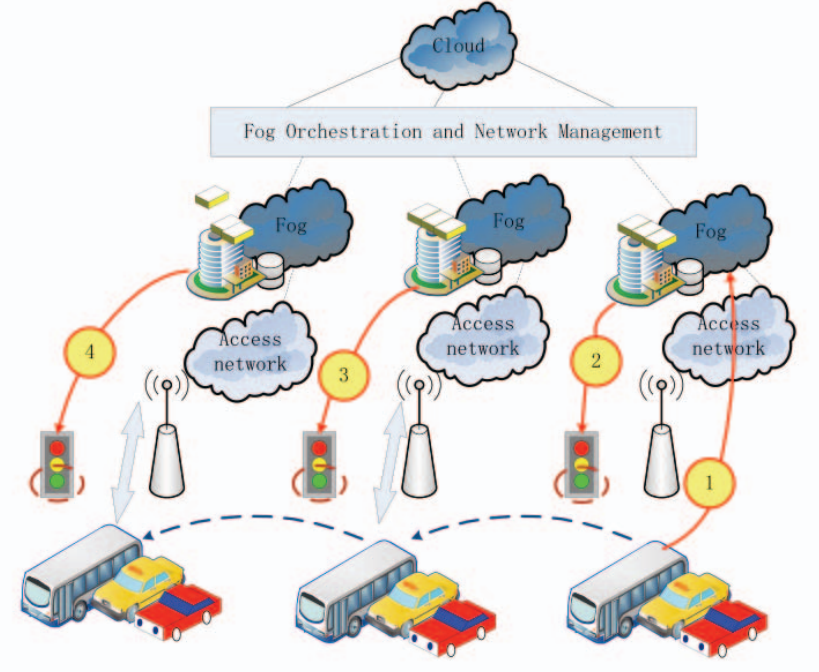 Cloud
Fog Orchestration and Network Management
Fog
Fog
Fog
Access
network
Access
network
Access
network
4
3
2
1